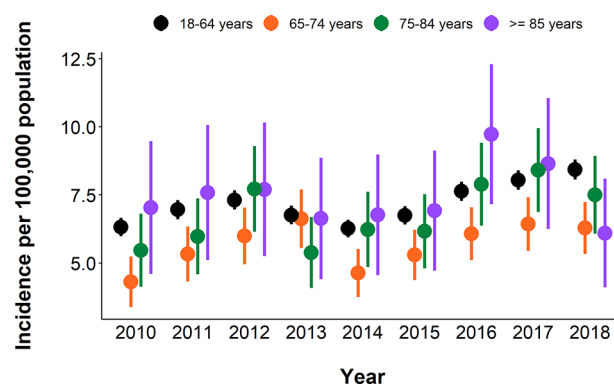 18-64 years 65-74 years 75-84 years >= 85 years
Incidence per 100,000 population
12.5
10.0
7.5
5.0
2010 2011 2012 2013 2014 2015 2016 2017 2018
Year